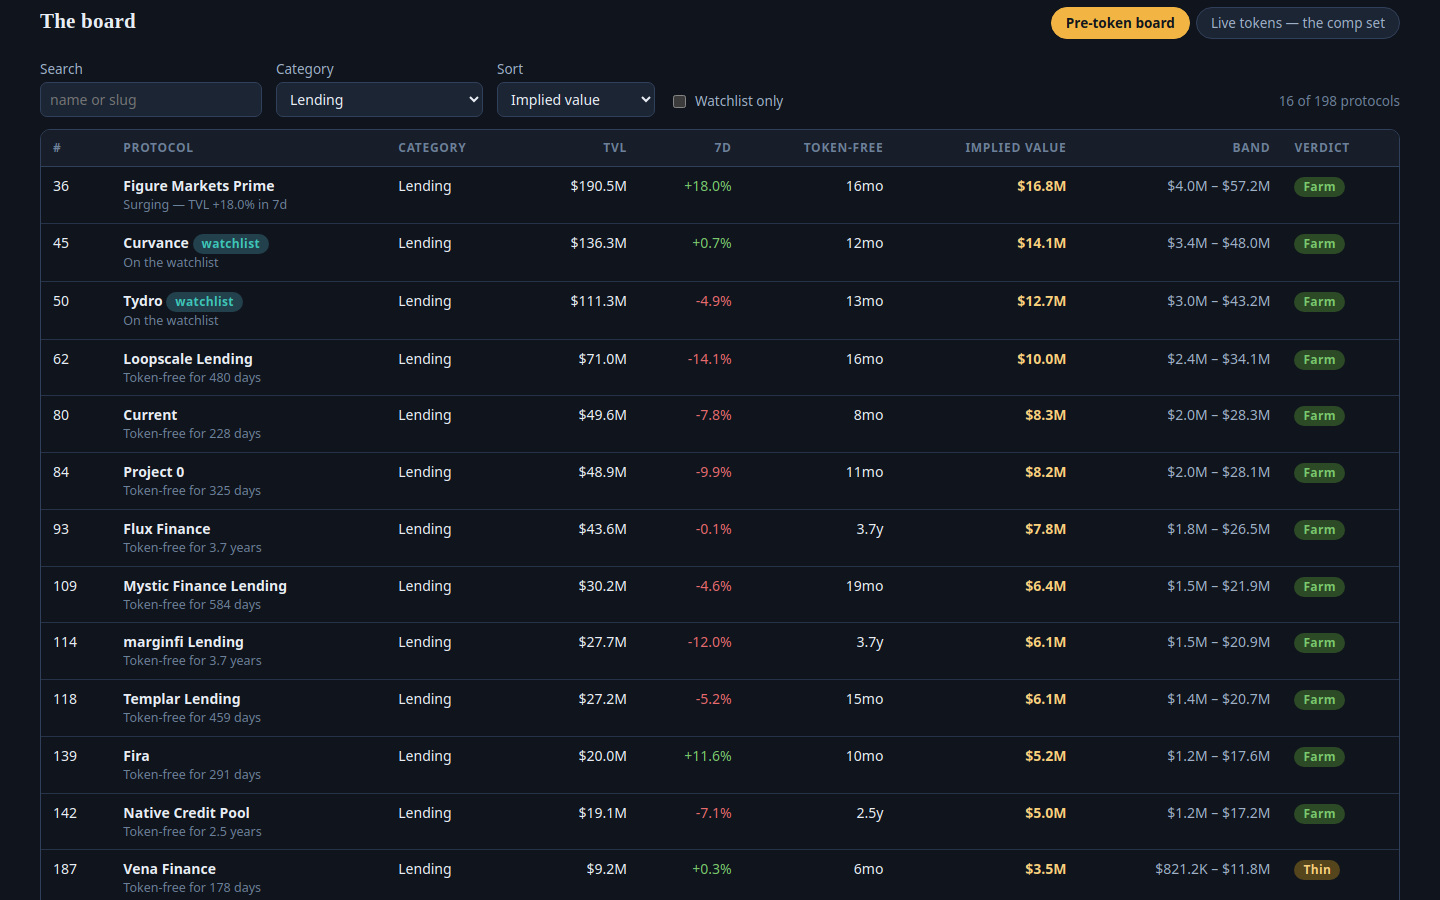 The board
Pre-token board
Live tokens — the comp set
Search
Category
Sort
name or slug
Lending
Implied value
Watchlist only
16 of 198 protocols
# PROTOCOL CATEGORY TVL 7D TOKEN-FREE IMPLIED VALUE BAND VERDICT
36 Figure Markets Prime Lending $190.5M +18.0% 16mo $16.8M $4.0M – $57.2M Farm
Surging — TVL +18.0% in 7d
45 Curvance watchlist Lending $136.3M +0.7% 12mo $14.1M $3.4M – $48.0M Farm
On the watchlist
50 Tydro watchlist Lending $111.3M -4.9% 13mo $12.7M $3.0M – $43.2M Farm
On the watchlist
62 Loopscale Lending Lending $71.0M -14.1% 16mo $10.0M $2.4M – $34.1M Farm
Token-free for 480 days
80 Current Lending $49.6M -7.8% 8mo $8.3M $2.0M – $28.3M Farm
Token-free for 228 days
84 Project 0 Lending $48.9M -9.9% 11mo $8.2M $2.0M – $28.1M Farm
Token-free for 325 days
93 Flux Finance Lending $43.6M -0.1% 3.7y $7.8M $1.8M – $26.5M Farm
Token-free for 3.7 years
109 Mystic Finance Lending Lending $30.2M -4.6% 19mo $6.4M $1.5M – $21.9M Farm
Token-free for 584 days
114 marginfi Lending Lending $27.7M -12.0% 3.7y $6.1M $1.5M – $20.9M Farm
Token-free for 3.7 years
118 Templar Lending Lending $27.2M -5.2% 15mo $6.1M $1.4M – $20.7M Farm
Token-free for 459 days
139 Fira Lending $20.0M +11.6% 10mo $5.2M $1.2M – $17.6M Farm
Token-free for 291 days
142 Native Credit Pool Lending $19.1M -7.1% 2.5y $5.0M $1.2M – $17.2M Farm
Token-free for 2.5 years
187 Vena Finance Lending $9.2M +0.3% 6mo $3.5M $821.2K – $11.8M Thin
Token-free for 178 days